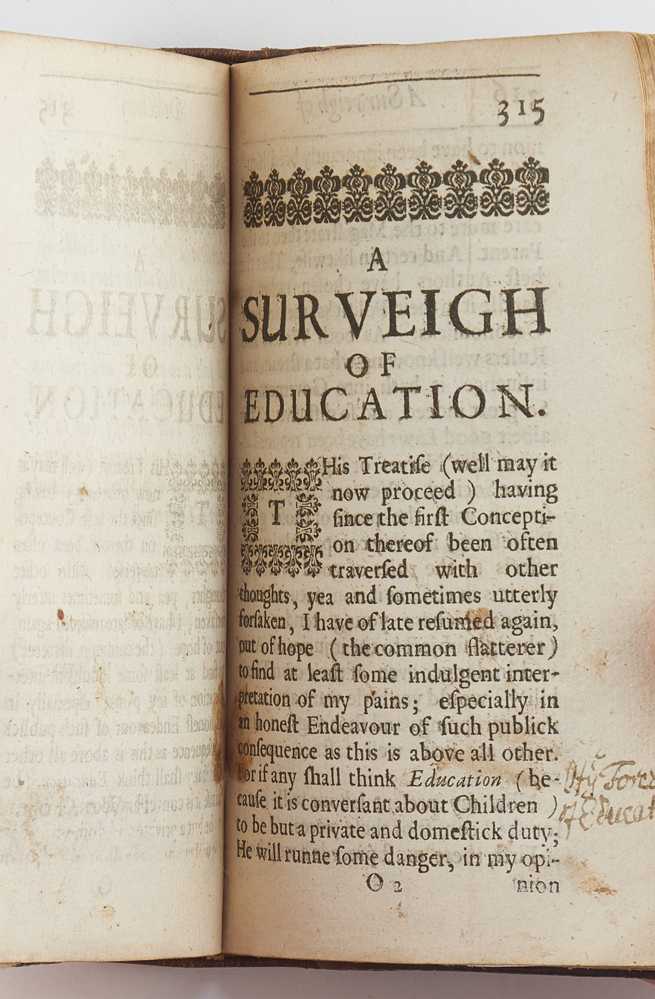 315
A
SURVEIGH
OF
EDUCATION.
THis Treatise (well may it
now proceed ) having
since the first Concepti-
on thereof been often
traversed with other
thoughts, yea and sometimes utterly
forsaken, I have of late resumed again,
out of hope ( the common flatterer )
to find at least some indulgent inter-
pretation of my pains; especially in
an honest Endeavour of such publick
consequence as this is above all other.
For if any shall think Education ( be-
cause it is conversant about Children )
to be but a private and domestick duty;
He will runne some danger, in my opi-
O 2
nion
of Educat